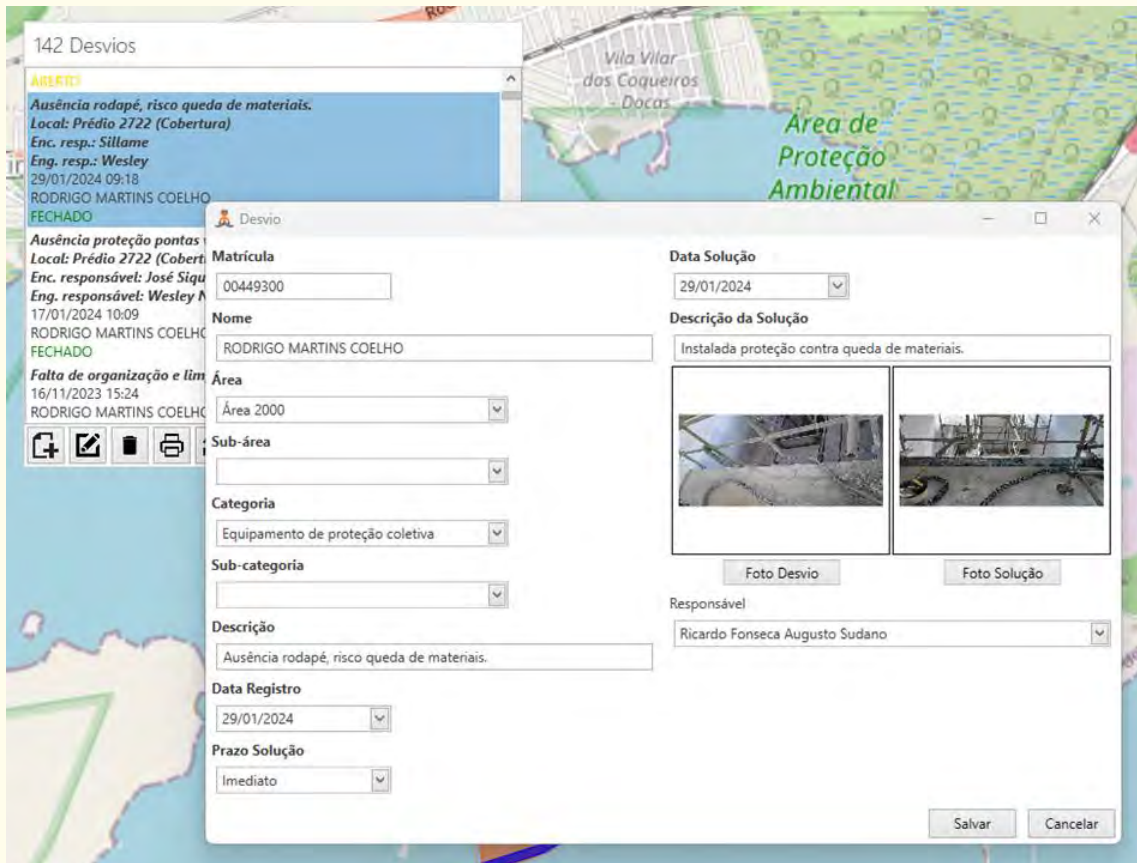 142 Desvios
ABERTO
Ausência rodapé, risco queda de materiais.
Local: Prédio 2722 (Cobertura)
Enc. resp.: Sillame
Eng. resp.: Wesley
29/01/2024 09:18
RODRIGO MARTINS COELHO
FECHADO
Ausência proteção pontas
Local: Prédio 2722 (Cobert
Enc. responsável: José Siqu
Eng. responsável: Wesley N
17/01/2024 10:09
RODRIGO MARTINS COELHO
FECHADO
Falta de organização e lim
16/11/2023 15:24
RODRIGO MARTINS COELHO
Vila Vilar
dos Coqueiros
- Docas
Área de
Proteção
Ambiental
Desvio
Matrícula
00449300
Nome
RODRIGO MARTINS COELHO
Área
Área 2000
Sub-área
Categoria
Equipamento de proteção coletiva
Sub-categoria
Descrição
Ausência rodapé, risco queda de materiais.
Data Registro
29/01/2024
Prazo Solução
Imediato
Data Solução
29/01/2024
Descrição da Solução
Instalada proteção contra queda de materiais.
Foto Desvio
Foto Solução
Responsável
Ricardo Fonseca Augusto Sudano
Salvar
Cancelar